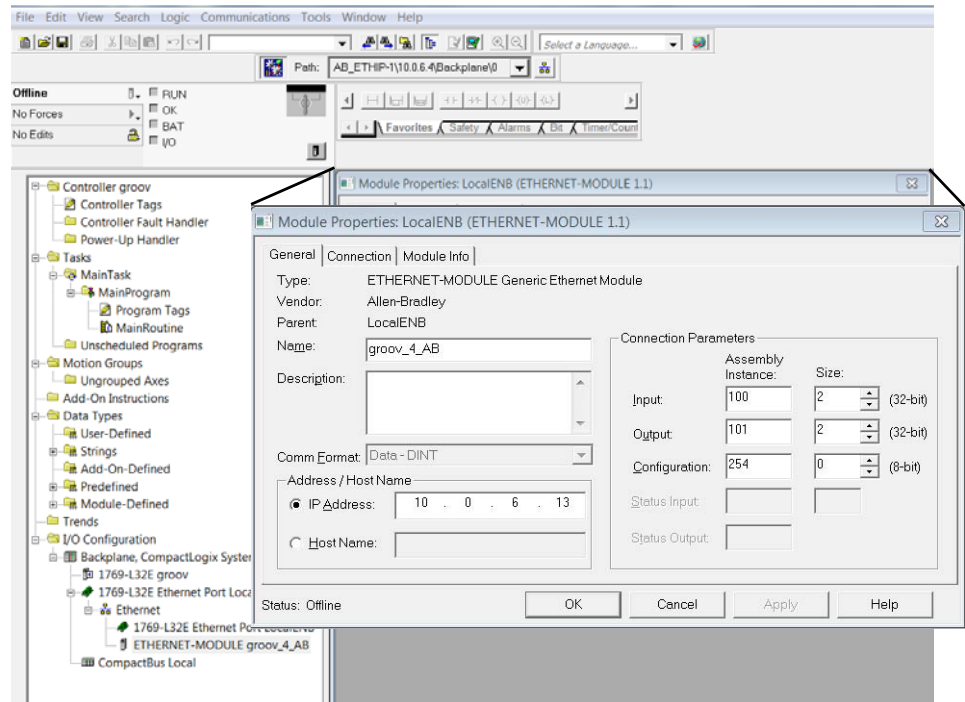 File Edit View Search Logic Communications Tools Window Help
Select a Language...
Path: AB_ETHIP-1\10.0.6.4\Backplane\0
Offline
RUN
No Forces
OK
No Edits
BAT
I/O
Favorites Safety Alarms Bit Timer/Count
Controller groov
Controller Tags
Controller Fault Handler
Power-Up Handler
Tasks
MainTask
MainProgram
Program Tags
MainRoutine
Unscheduled Programs
Motion Groups
Ungrouped Axes
Add-On Instructions
Data Types
User-Defined
Strings
Add-On-Defined
Predefined
Module-Defined
Trends
I/O Configuration
Backplane, CompactLogix Syster
1769-L32E groov
1769-L32E Ethernet Port Loca
Ethernet
1769-L32E Ethernet Port LocalENB
ETHERNET-MODULE groov_4_AB
CompactBus Local
Module Properties: LocalENB (ETHERNET-MODULE 1.1)
Module Properties: LocalENB (ETHERNET-MODULE 1.1)
General Connection Module Info
Type: ETHERNET-MODULE Generic Ethernet Module
Vendor: Allen-Bradley
Parent: LocalENB
Name: groov_4_AB
Description:
Comm Format: Data - DINT
Address / Host Name
IP Address: 10 . 0 . 6 . 13
Host Name:
Connection Parameters
Assembly
Instance: Size:
Input: 100 2 (32-bit)
Output: 101 2 (32-bit)
Configuration: 254 0 (8-bit)
Status Input:
Status Output:
Status: Offline
OK Cancel Apply Help